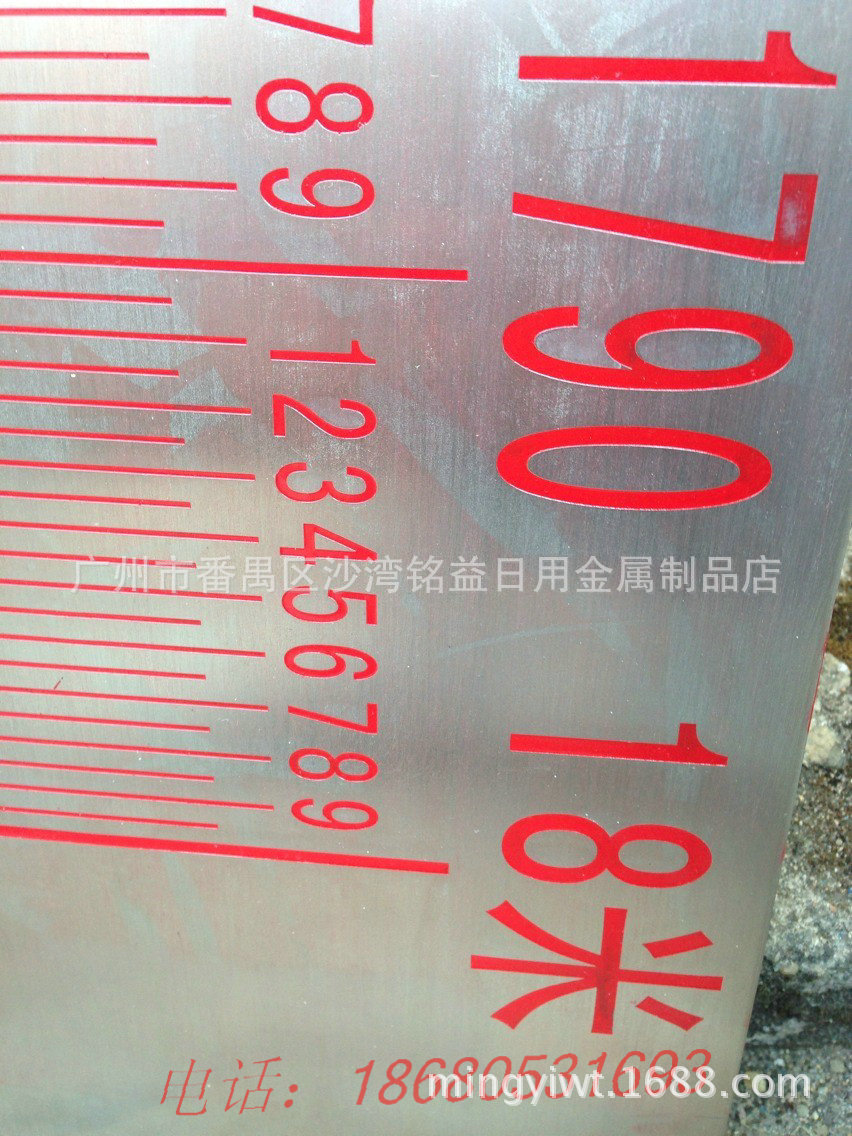 7 8 9
1790
1 2 3 4 5 6 7 8 9
18米
广州市番禺区沙湾铭益日用金属制品店
电话：18680531693
mingyiwt.1688.com